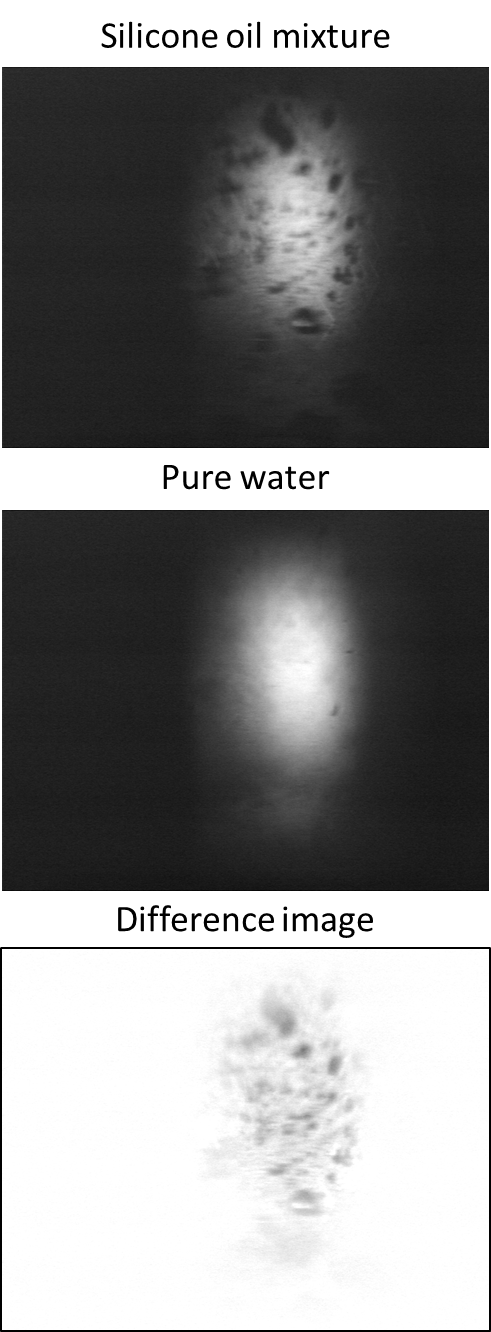 Silicone oil mixture
Pure water
Difference image